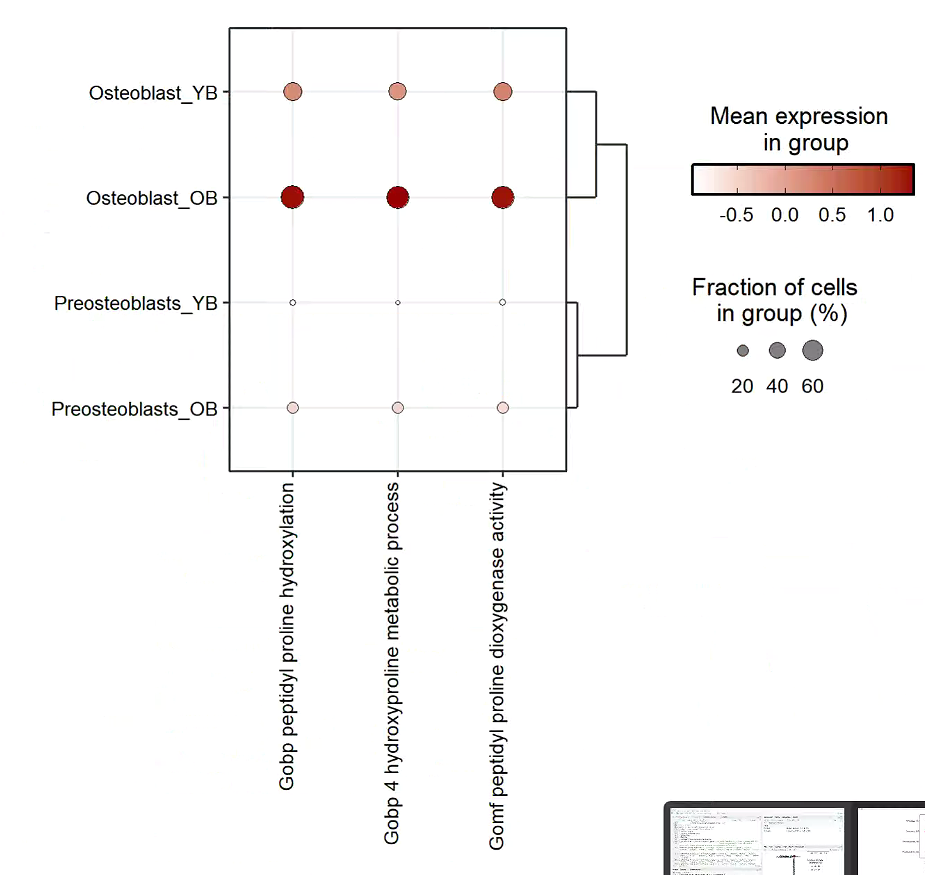 Osteoblast_YB
Osteoblast_OB
Preosteoblasts_YB
Preosteoblasts_OB
Gobp peptidyl proline hydroxylation
Gobp 4 hydroxyproline metabolic process
Gomf peptidyl proline dioxygenase activity
Mean expression
in group
-0.5 0.0 0.5 1.0
Fraction of cells
in group (%)
20 40 60